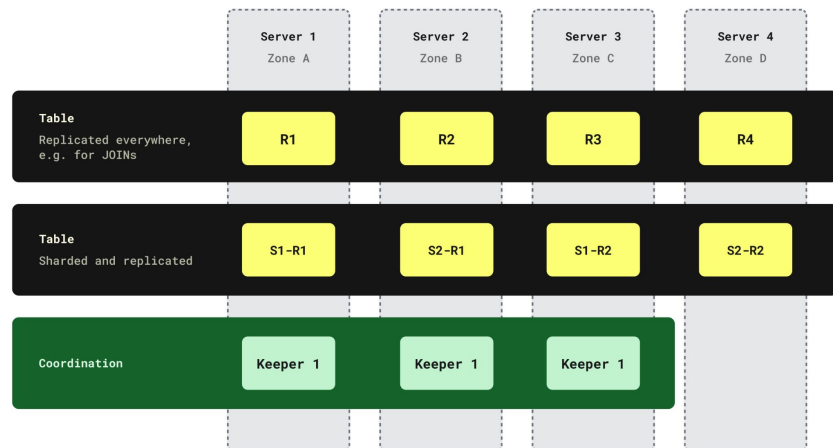 Server 1
Server 2
Server 3
Server 4
Zone A
Zone B
Zone C
Zone D
Table
Replicated everywhere,
e.g. for JOINs
R1
R2
R3
R4
Table
Sharded and replicated
S1-R1
S2-R1
S1-R2
S2-R2
Coordination
Keeper 1
Keeper 1
Keeper 1